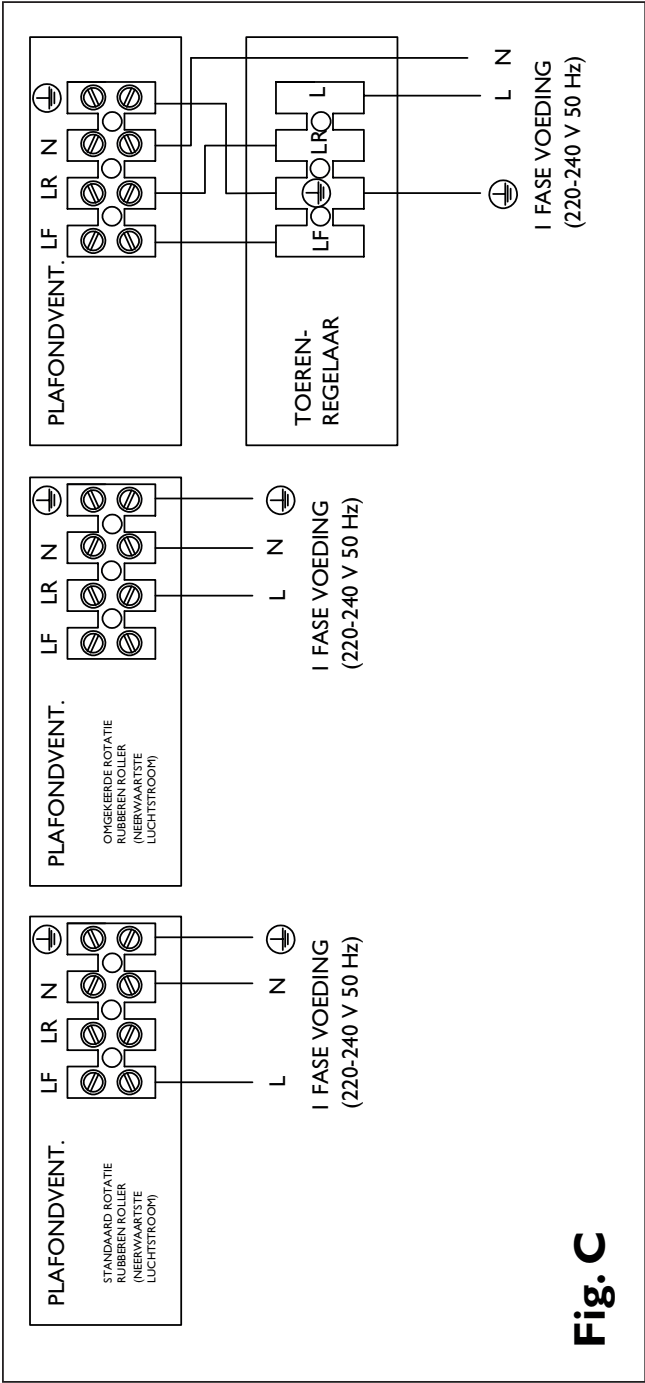 PLAFONDVENT.
STANDAARD ROTATIE
RUBBEREN ROLLER
(NEERWAARTSTE
LUCHTSTROOM)
LF LR N
L N
I FASE VOEDING
(220-240 V 50 Hz)
PLAFONDVENT.
OMGEKEERDE ROTATIE
RUBBEREN ROLLER
(NEERWAARTSTE
LUCHTSTROOM)
LF LR N
L N
I FASE VOEDING
(220-240 V 50 Hz)
PLAFONDVENT.
LF LR N
TOEREN-
REGELAAR
LF LR L
L N
I FASE VOEDING
(220-240 V 50 Hz)
Fig. C